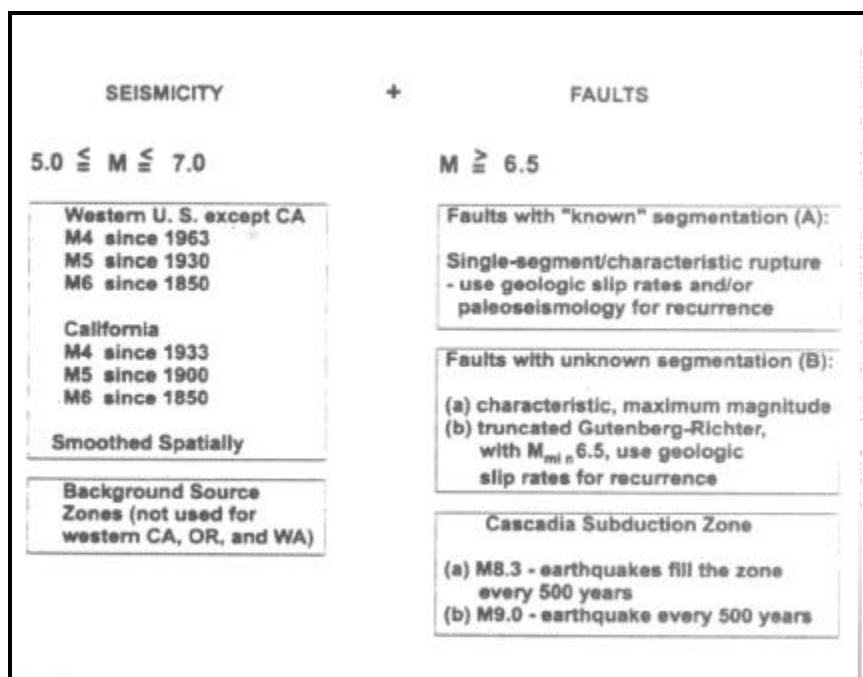 SEISMICITY + FAULTS
5.0 ≦ M ≦ 7.0
Western U. S. except CA
M4 since 1963
M5 since 1930
M6 since 1850
California
M4 since 1933
M5 since 1900
M6 since 1850
Smoothed Spatially
Background Source
Zones (not used for
western CA, OR, and WA)
M ≧ 6.5
Faults with "known" segmentation (A):
Single-segment/characteristic rupture
- use geologic slip rates and/or
paleoseismology for recurrence
Faults with unknown segmentation (B):
(a) characteristic, maximum magnitude
(b) truncated Gutenberg-Richter,
with Mmin 6.5, use geologic
slip rates for recurrence
Cascadia Subduction Zone
(a) M8.3 - earthquakes fill the zone
every 500 years
(b) M9.0 - earthquake every 500 years